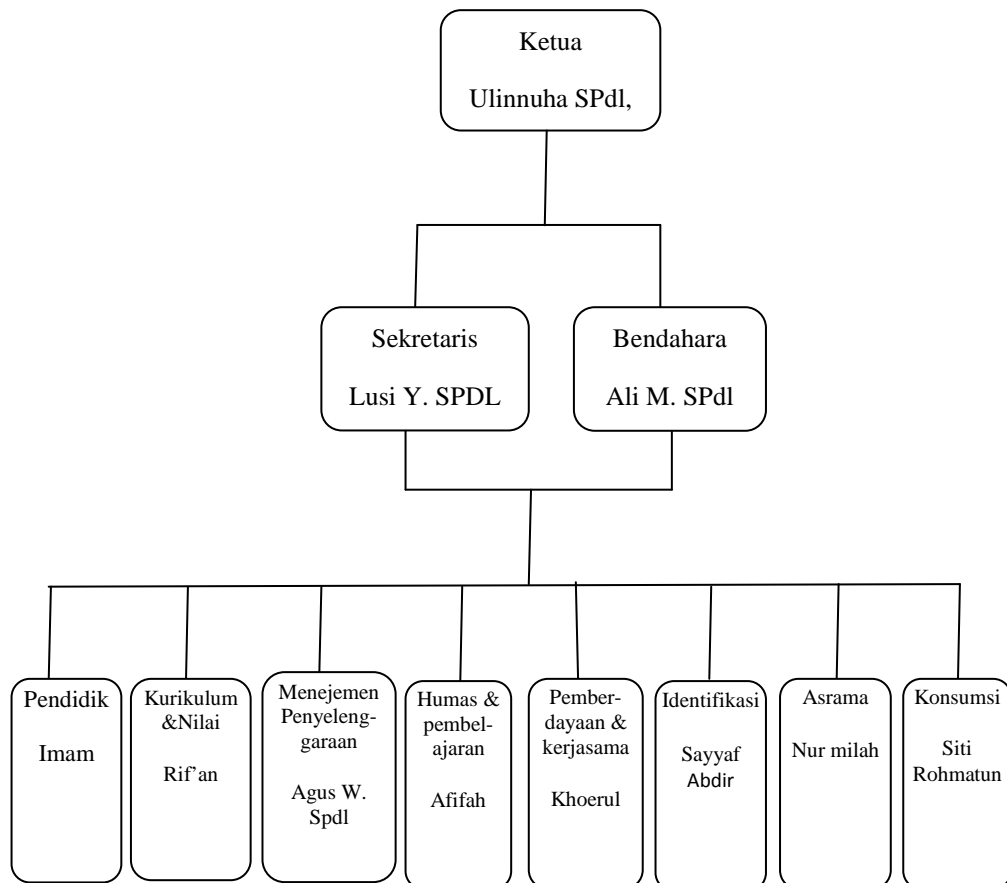 Ketua
Ulinnuha SPdl,
Sekretaris
Lusi Y. SPDL
Bendahara
Ali M. SPdl
Pendidik
Imam
Kurikulum
&Nilai
Rif'an
Menejemen
Penyeleng-
garaan
Agus W.
Spdl
Humas &
pembel-
ajaran
Afifah
Pember-
dayaan &
kerjasama
Khoerul
Identifikasi
Sayyaf
Abdir
Asrama
Nur milah
Konsumsi
Siti
Rohmatun